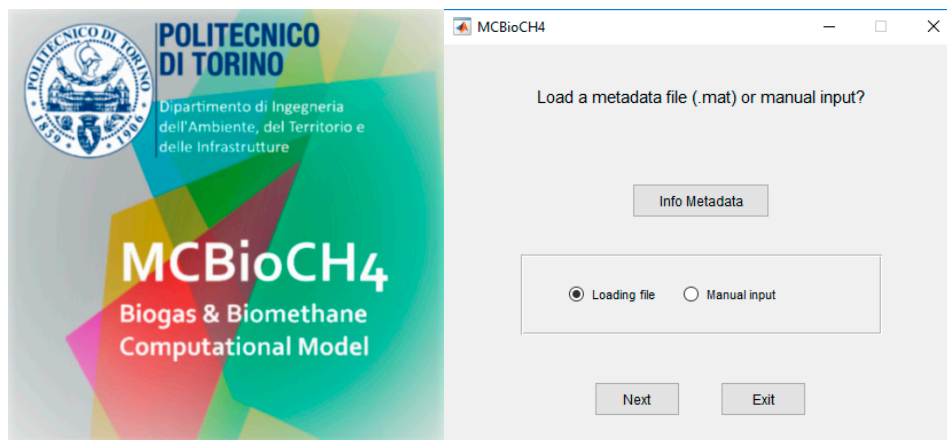 POLITECNICO DI TORINO
1859
1906
POLITECNICO
DI TORINO
Dipartimento di Ingegneria
dell'Ambiente, del Territorio e
delle Infrastrutture
MCBioCH4
Biogas & Biomethane
Computational Model
MCBioCH4
Load a metadata file (.mat) or manual input?
Info Metadata
Loading file
Manual input
Next
Exit